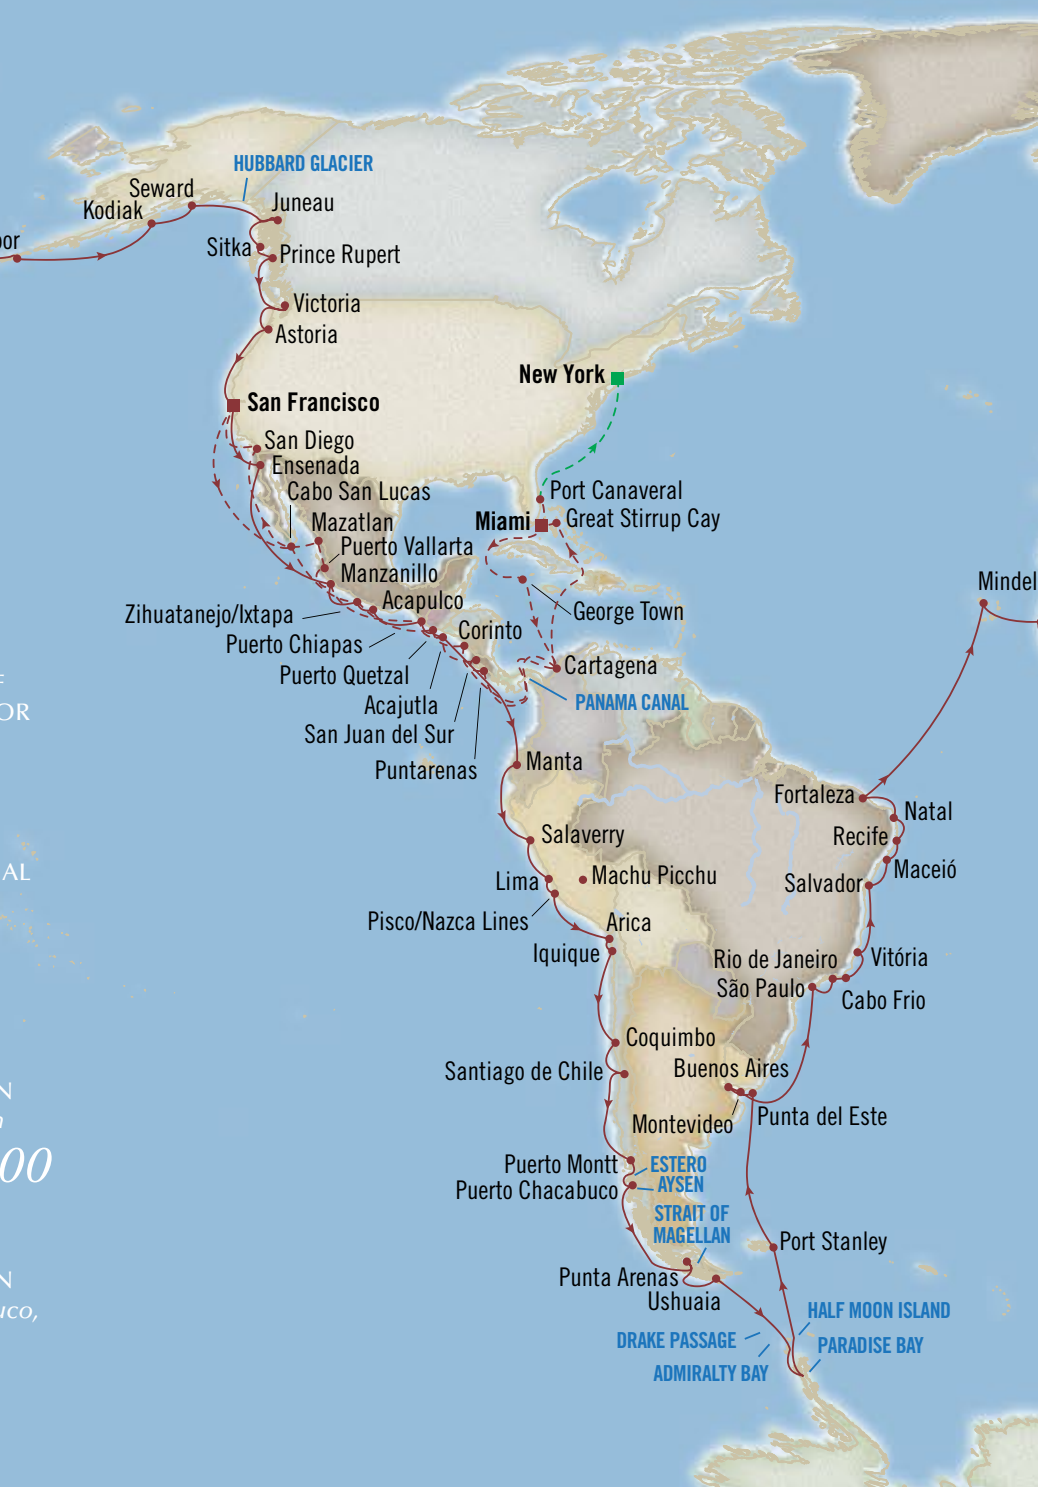 HUBBARD GLACIER
Seward
Kodiak
Juneau
Sitka
Prince Rupert
Victoria
Astoria
New York
San Francisco
San Diego
Ensenada
Cabo San Lucas
Port Canaveral
Mazatlan
Miami
Great Stirrup Cay
Puerto Vallarta
Manzanillo
Mindel
Acapulco
Zihuatanejo/Ixtapa
George Town
Corinto
Puerto Chiapas
Cartagena
Puerto Quetzal
PANAMA CANAL
Acajutla
OR
San Juan del Sur
Manta
Puntarenas
Fortaleza
Natal
Salaverry
Recife
AL
Machu Picchu
Maceió
Lima
Salvador
Pisco/Nazca Lines
Arica
Iquique
Rio de Janeiro
Vitória
São Paulo
Cabo Frio
Coquimbo
Santiago de Chile
Buenos Aires
N
Montevideo
Punta del Este
00
Puerto Montt
ESTERO
AYSEN
Puerto Chacabuco
STRAIT OF
MAGELLAN
Port Stanley
Punta Arenas
N
Ushuaia
uco,
HALF MOON ISLAND
DRAKE PASSAGE
PARADISE BAY
ADMIRALTY BAY